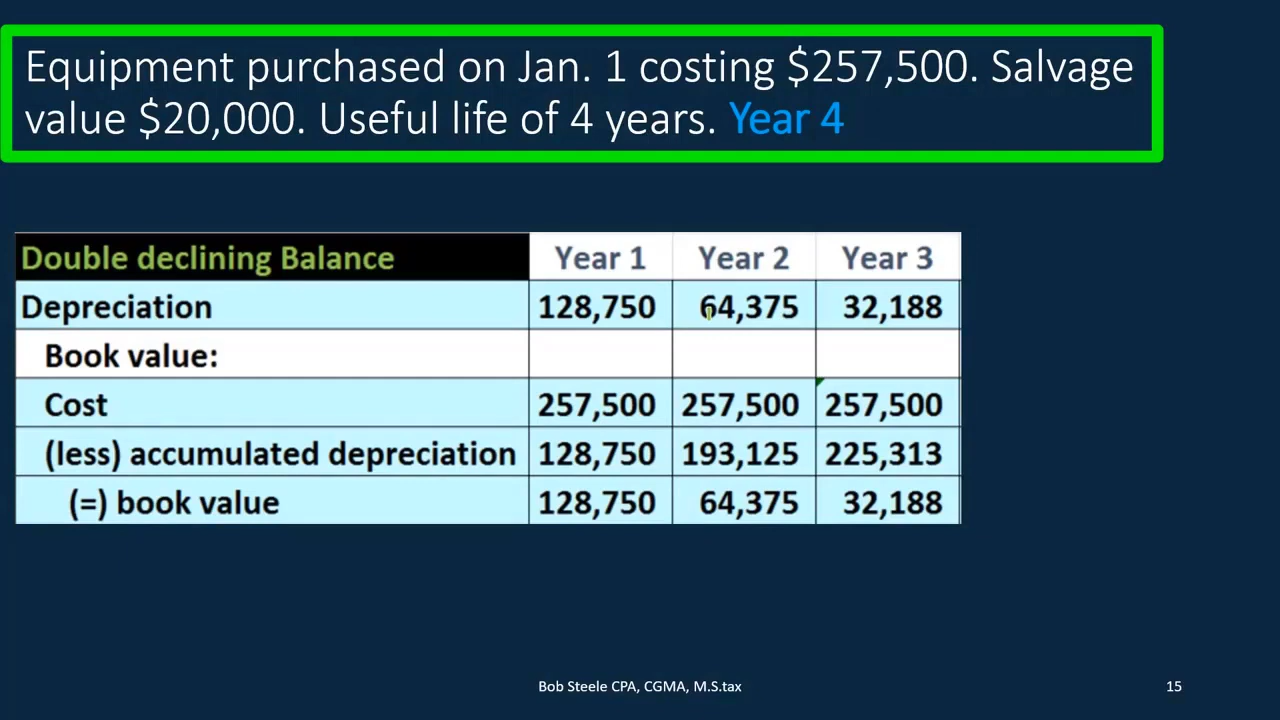 Equipment purchased on Jan. 1 costing $257,500. Salvage
value $20,000. Useful life of 4 years. Year 4
Double declining Balance Year 1 Year 2 Year 3
Depreciation 128,750 64,375 32,188
Book value:
Cost 257,500 257,500 257,500
(less) accumulated depreciation 128,750 193,125 225,313
(=) book value 128,750 64,375 32,188
Bob Steele CPA, CGMA, M.S.tax 15